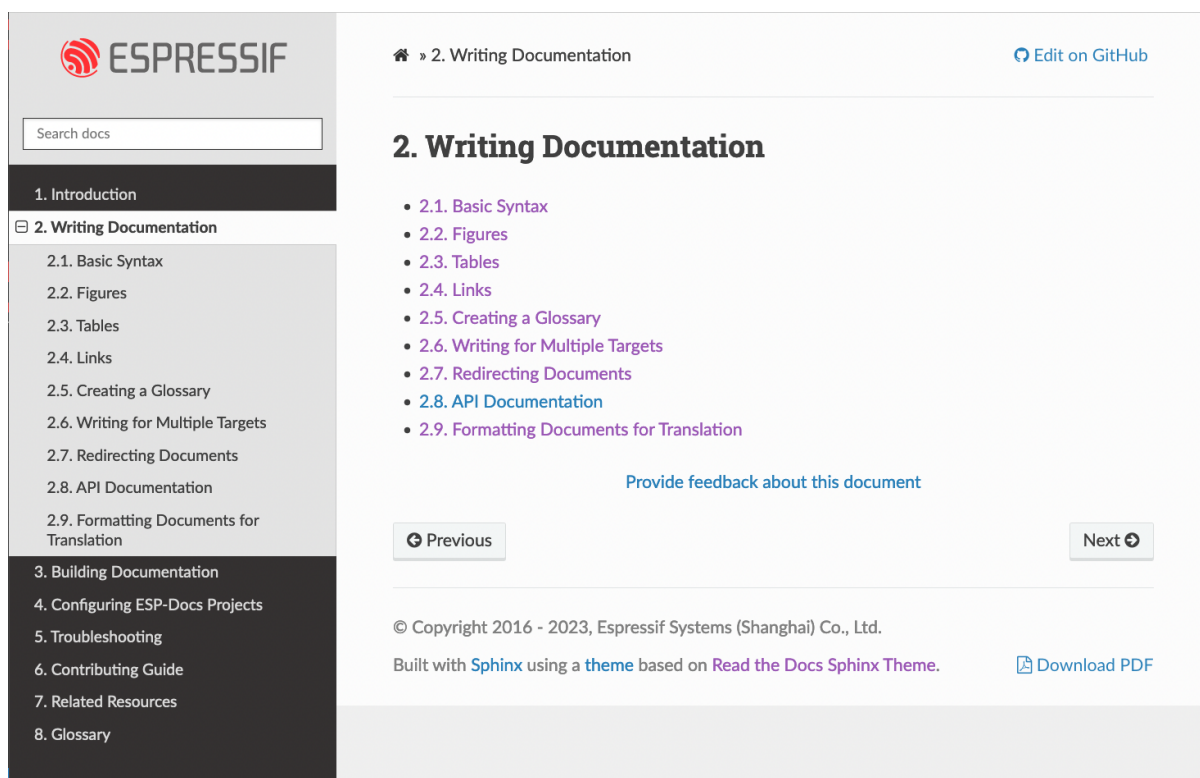 ESPRESSIF
Search docs
1. Introduction
2. Writing Documentation
2.1. Basic Syntax
2.2. Figures
2.3. Tables
2.4. Links
2.5. Creating a Glossary
2.6. Writing for Multiple Targets
2.7. Redirecting Documents
2.8. API Documentation
2.9. Formatting Documents for
Translation
3. Building Documentation
4. Configuring ESP-Docs Projects
5. Troubleshooting
6. Contributing Guide
7. Related Resources
8. Glossary
» 2. Writing Documentation
Edit on GitHub
2. Writing Documentation
• 2.1. Basic Syntax
• 2.2. Figures
• 2.3. Tables
• 2.4. Links
• 2.5. Creating a Glossary
• 2.6. Writing for Multiple Targets
• 2.7. Redirecting Documents
• 2.8. API Documentation
• 2.9. Formatting Documents for Translation
Provide feedback about this document
Previous
Next
© Copyright 2016 - 2023, Espressif Systems (Shanghai) Co., Ltd.
Built with Sphinx using a theme based on Read the Docs Sphinx Theme.
Download PDF